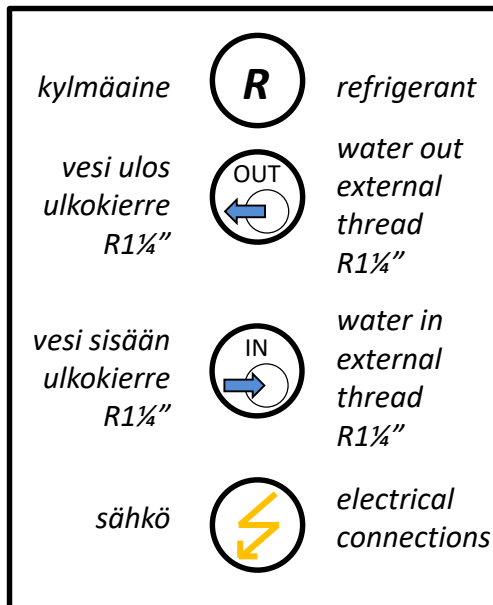 kylmäaine
R
refrigerant
vesi ulos
ulkokierre
R1¼”
OUT
water out
external
thread
R1¼”
vesi sisään
ulkokierre
R1¼”
IN
water in
external
thread
R1¼”
sähkö
electrical
connections